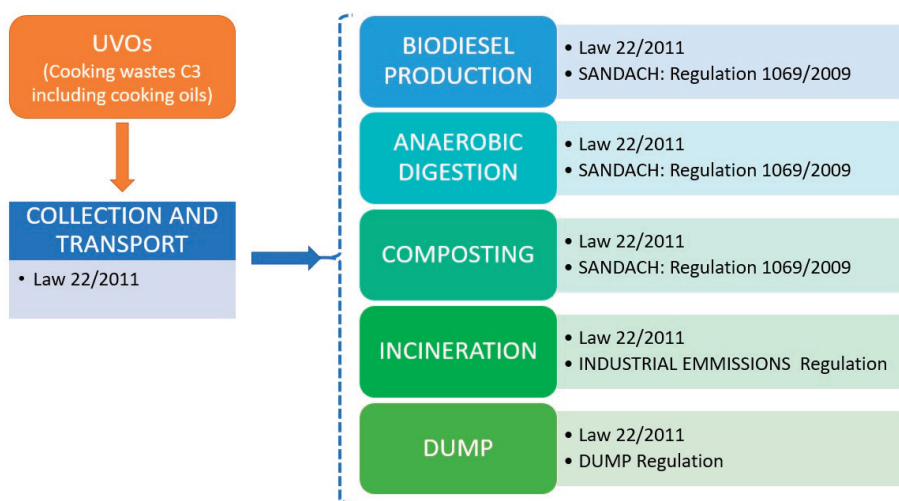 UVOs
(Cooking wastes C3
including cooking oils)
COLLECTION AND
TRANSPORT
• Law 22/2011
BIODIESEL
PRODUCTION
• Law 22/2011
• SANDACH: Regulation 1069/2009
ANAEROBIC
DIGESTION
• Law 22/2011
• SANDACH: Regulation 1069/2009
COMPOSTING
• Law 22/2011
• SANDACH: Regulation 1069/2009
INCINERATION
• Law 22/2011
• INDUSTRIAL EMMISSIONS Regulation
DUMP
• Law 22/2011
• DUMP Regulation